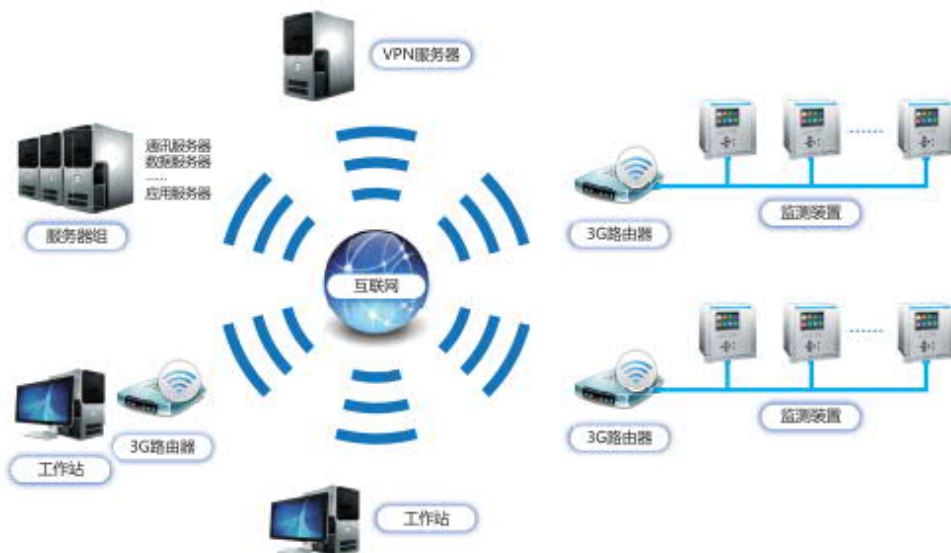 VPN服务器
通讯服务器
数据服务器
......
应用服务器
服务器组
3G路由器
监测装置
互联网
3G路由器
监测装置
3G路由器
工作站
工作站